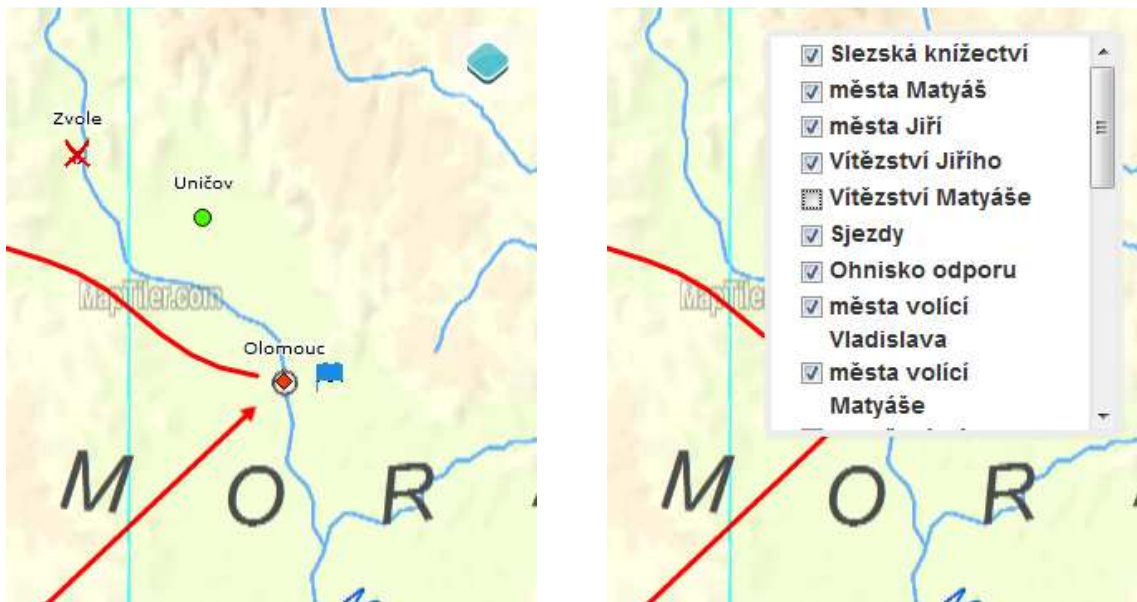 Zvole
Uničov
MapTiler.com
Olomouc
M O R
Slezská knížectví
města Matyáš
města Jiří
Vítězství Jiřího
Vítězství Matyáše
Sjezdy
Ohnisko odporu
města volící
Vladislava
města volící
Matyáše
MapTile
M O R